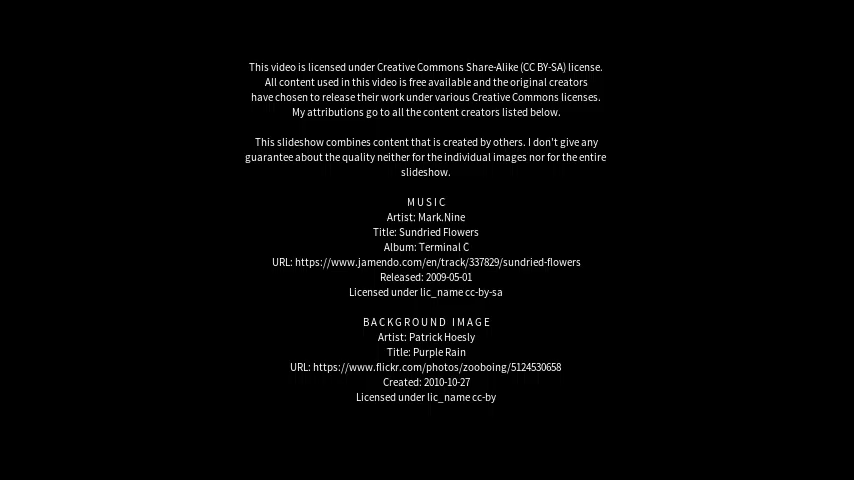 This video is licensed under Creative Commons Share-Alike (CC BY-SA) license.
All content used in this video is free available and the original creators
have chosen to release their work under various Creative Commons licenses.
My attributions go to all the content creators listed below.
This slideshow combines content that is created by others. I don't give any
guarantee about the quality neither for the individual images nor for the entire
slideshow.
M U S I C
Artist: Mark.Nine
Title: Sundried Flowers
Album: Terminal C
URL: https://www.jamendo.com/en/track/337829/sundried-flowers
Released: 2009-05-01
Licensed under lic_name cc-by-sa
B A C K G R O U N D   I M A G E
Artist: Patrick Hoesly
Title: Purple Rain
URL: https://www.flickr.com/photos/zooboing/5124530658
Created: 2010-10-27
Licensed under lic_name cc-by